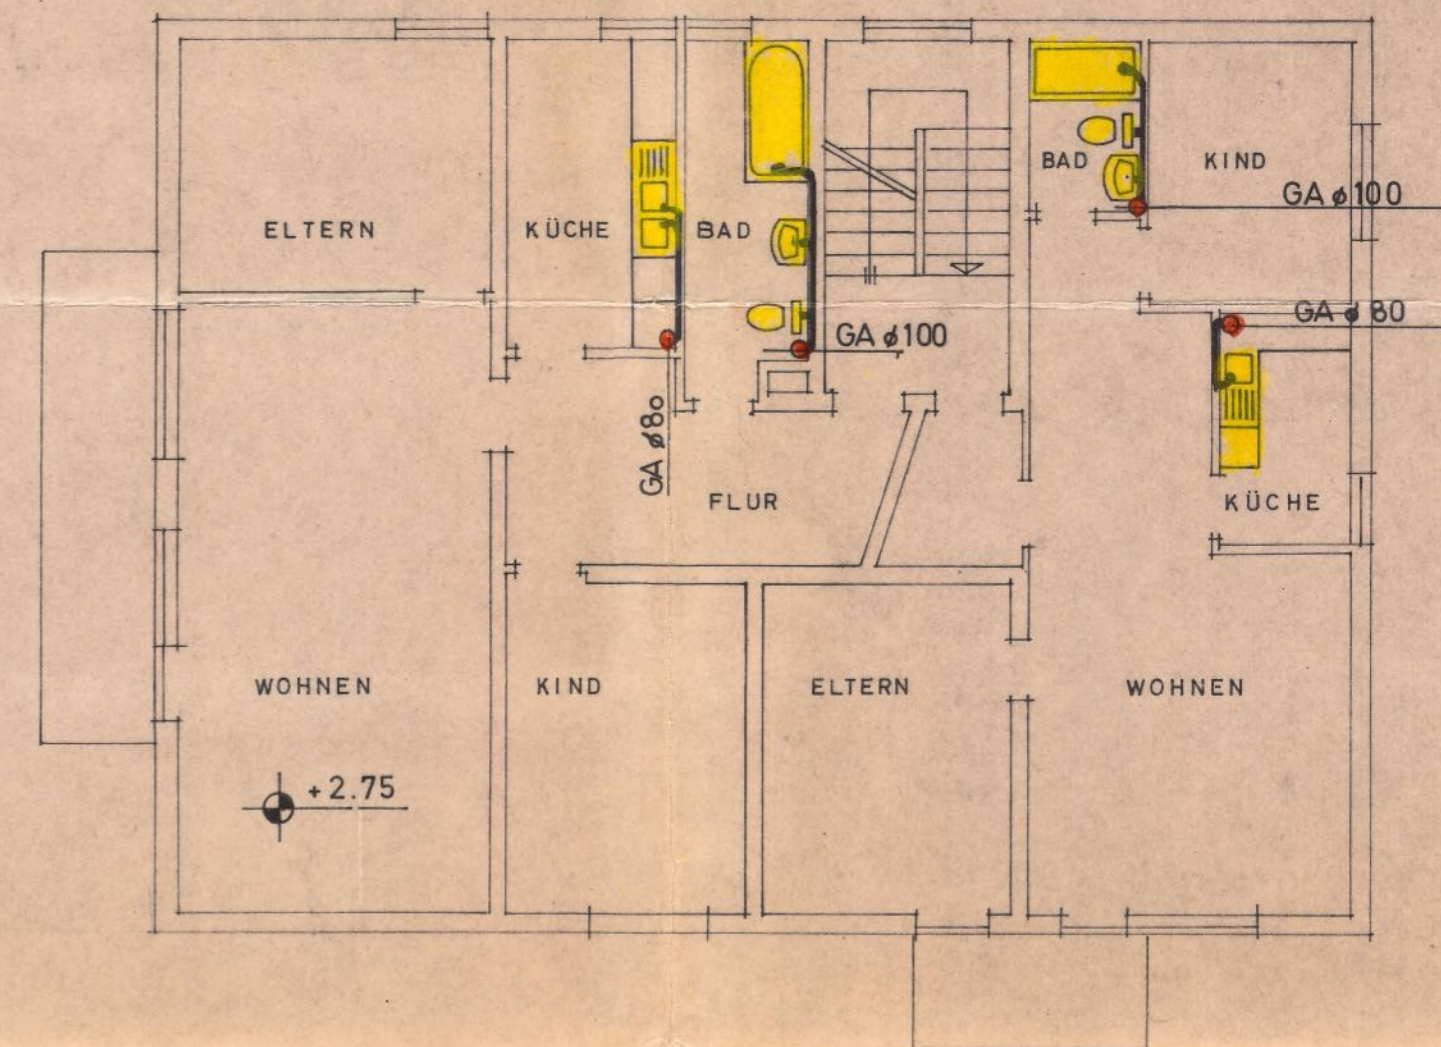 BAD
KIND
GA ø100
ELTERN
KÜCHE
BAD
GA ø 80
GA ø100
GA ø80
FLUR
KÜCHE
WOHNEN
KIND
ELTERN
WOHNEN
+2.75